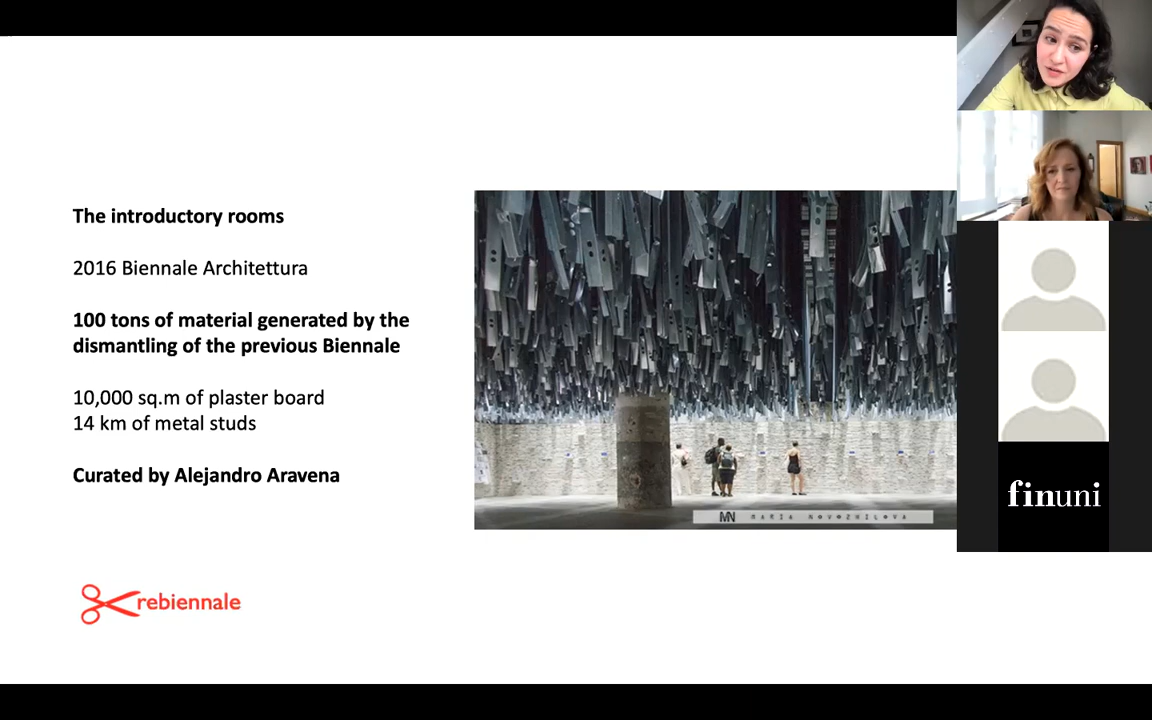 The introductory rooms
2016 Biennale Architettura
100 tons of material generated by the
dismantling of the previous Biennale
10,000 sq.m of plaster board
14 km of metal studs
Curated by Alejandro Aravena
rebiennale
MN MARIA NOVOZHILOVA
finuni